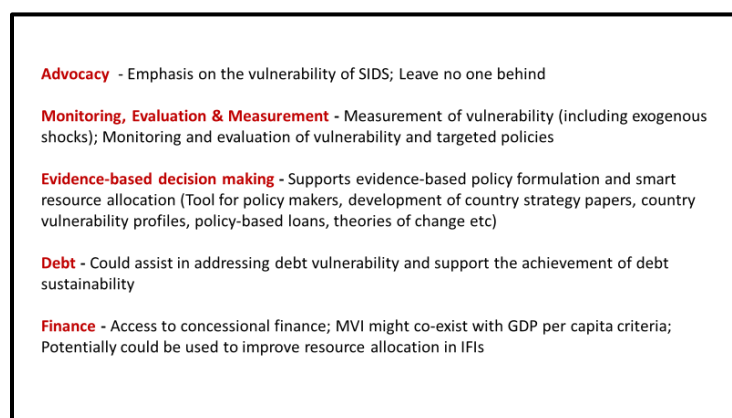 Advocacy - Emphasis on the vulnerability of SIDS; Leave no one behind
Monitoring, Evaluation & Measurement - Measurement of vulnerability (including exogenous
shocks); Monitoring and evaluation of vulnerability and targeted policies
Evidence-based decision making - Supports evidence-based policy formulation and smart
resource allocation (Tool for policy makers, development of country strategy papers, country
vulnerability profiles, policy-based loans, theories of change etc)
Debt - Could assist in addressing debt vulnerability and support the achievement of debt
sustainability
Finance - Access to concessional finance; MVI might co-exist with GDP per capita criteria;
Potentially could be used to improve resource allocation in IFIs